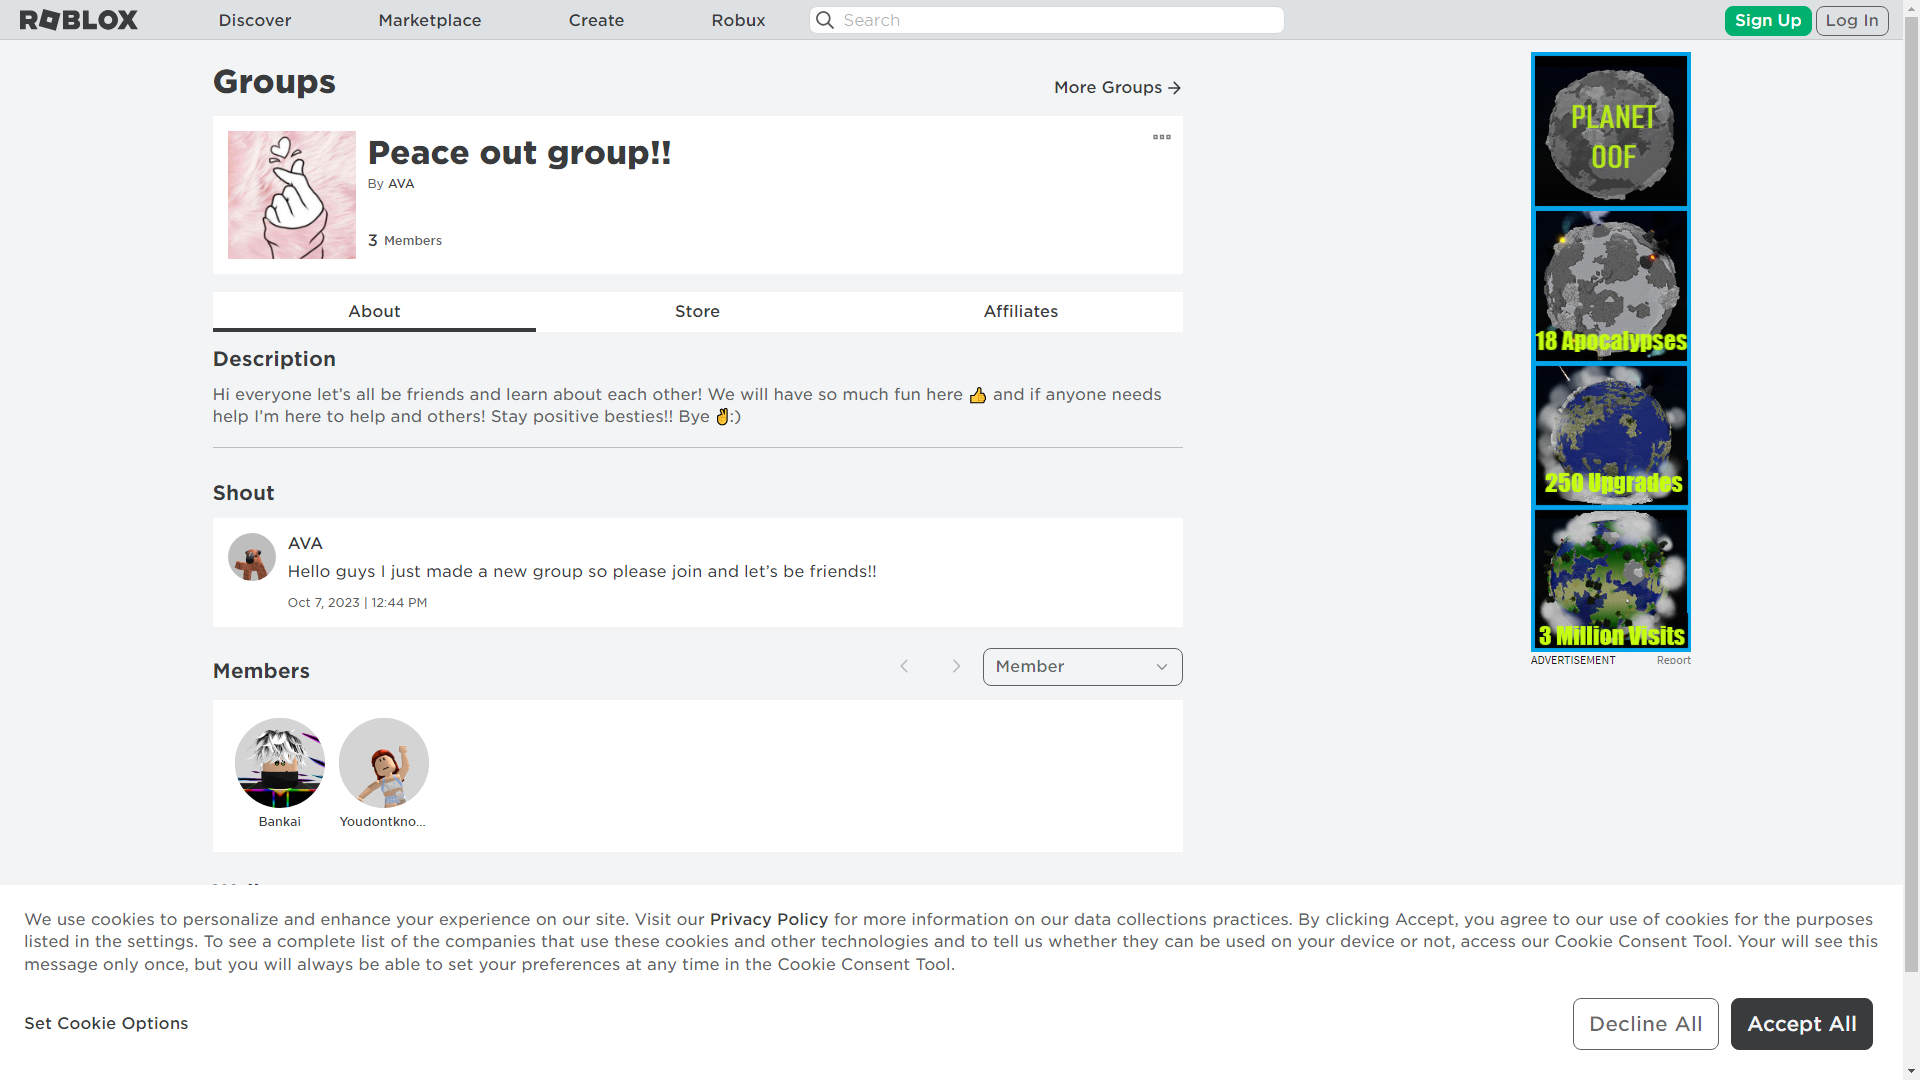 ROBLOX
Discover
Marketplace
Create
Robux
Search
Sign Up
Log In
Groups
More Groups
Peace out group!!
By AVA
3 Members
About
Store
Affiliates
Description
Hi everyone let’s all be friends and learn about each other! We will have so much fun here 👍 and if anyone needs
help I’m here to help and others! Stay positive besties!! Bye ✌️:)
Shout
AVA
Hello guys I just made a new group so please join and let’s be friends!!
Oct 7, 2023 | 12:44 PM
Members
Member
Bankai
Youdontkno...
PLANET
OOF
18 Apocalypses
250 Upgrades
3 Million Visits
ADVERTISEMENT
Report
We use cookies to personalize and enhance your experience on our site. Visit our Privacy Policy for more information on our data collections practices. By clicking Accept, you agree to our use of cookies for the purposes
listed in the settings. To see a complete list of the companies that use these cookies and other technologies and to tell us whether they can be used on your device or not, access our Cookie Consent Tool. Your will see this
message only once, but you will always be able to set your preferences at any time in the Cookie Consent Tool.
Set Cookie Options
Decline All
Accept All